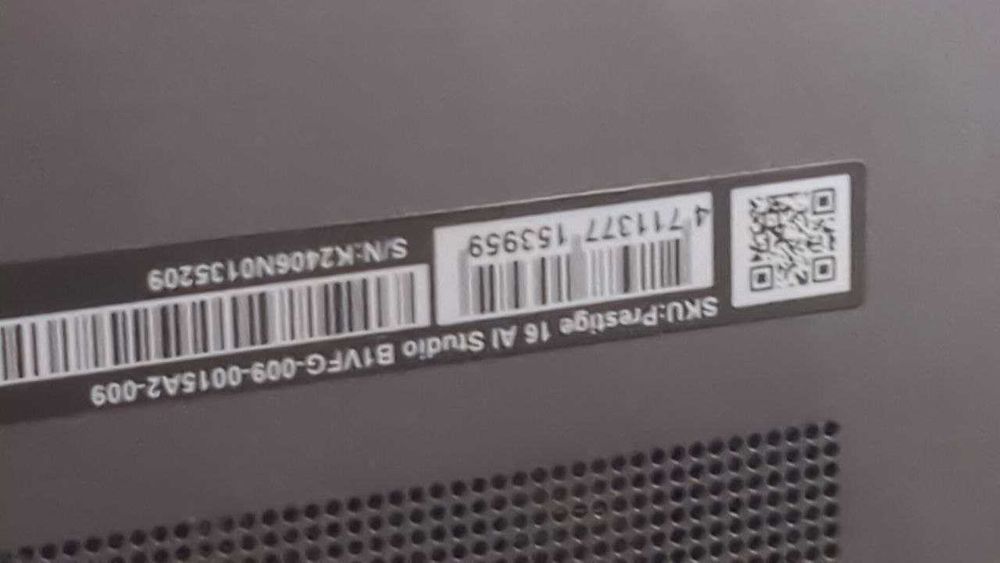 SKU:Prestige 16 AI Studio B1VFG-009-0015A2-009
4 711377 153959
S/N:K2406N0135209